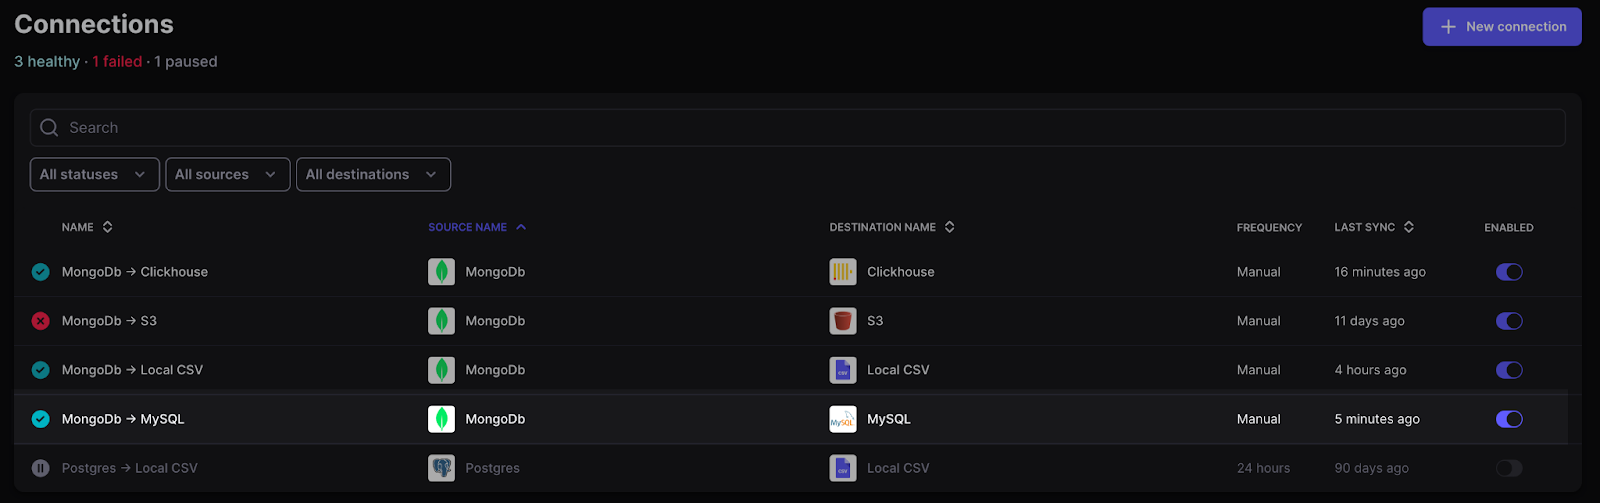 Connections
New connection
3 healthy · 1 failed · 1 paused
Search
All statuses All sources All destinations
NAME SOURCE NAME DESTINATION NAME FREQUENCY LAST SYNC ENABLED
MongoDb → Clickhouse MongoDb Clickhouse Manual 16 minutes ago
MongoDb → S3 MongoDb S3 Manual 11 days ago
MongoDb → Local CSV MongoDb CSV Local CSV Manual 4 hours ago
MongoDb → MySQL MongoDb MySQL MySQL Manual 5 minutes ago
Postgres → Local CSV Postgres CSV Local CSV 24 hours 90 days ago